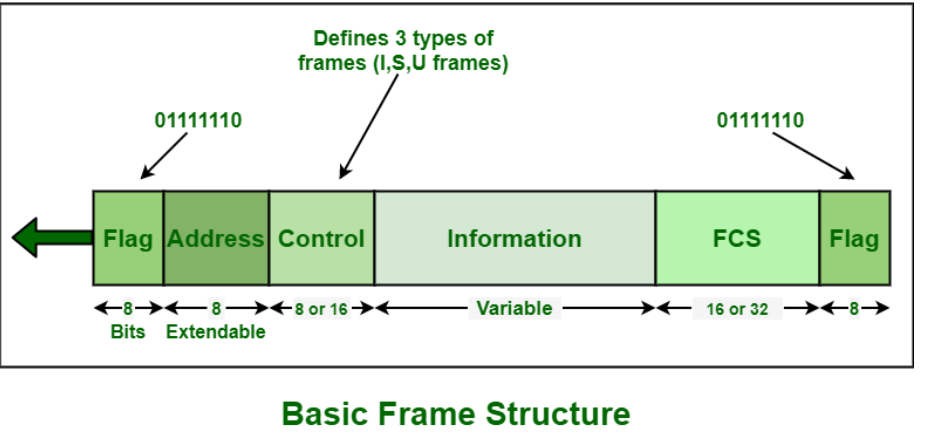 Defines 3 types of
frames (I,S,U frames)
01111110
01111110
Flag
Address
Control
Information
FCS
Flag
8
Bits
8
Extendable
8 or 16
Variable
16 or 32
8
Basic Frame Structure